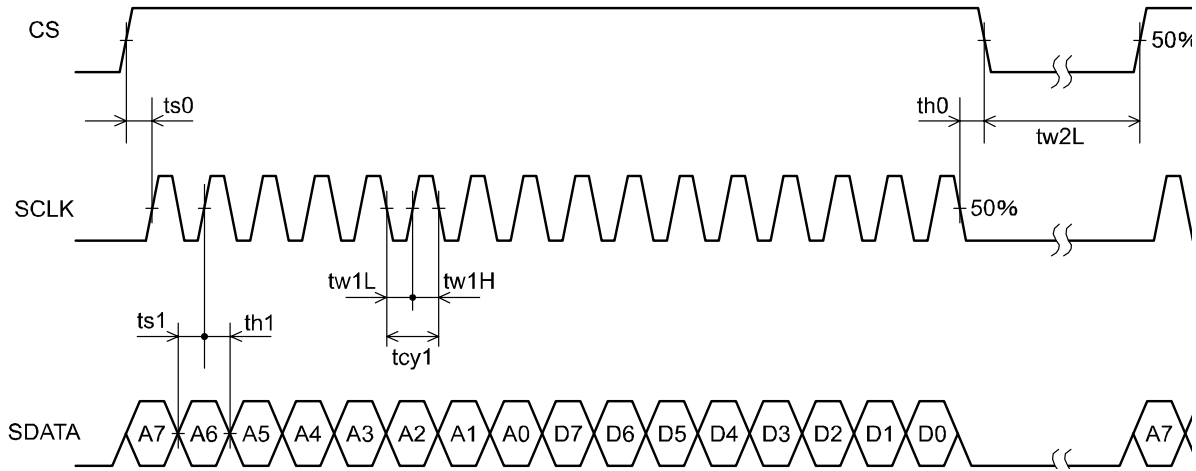 CS
50%
ts0
th0
tw2L
SCLK
50%
tw1L
tw1H
ts1
th1
tcy1
SDATA
A7 A6 A5 A4 A3 A2 A1 A0 D7 D6 D5 D4 D3 D2 D1 D0 A7